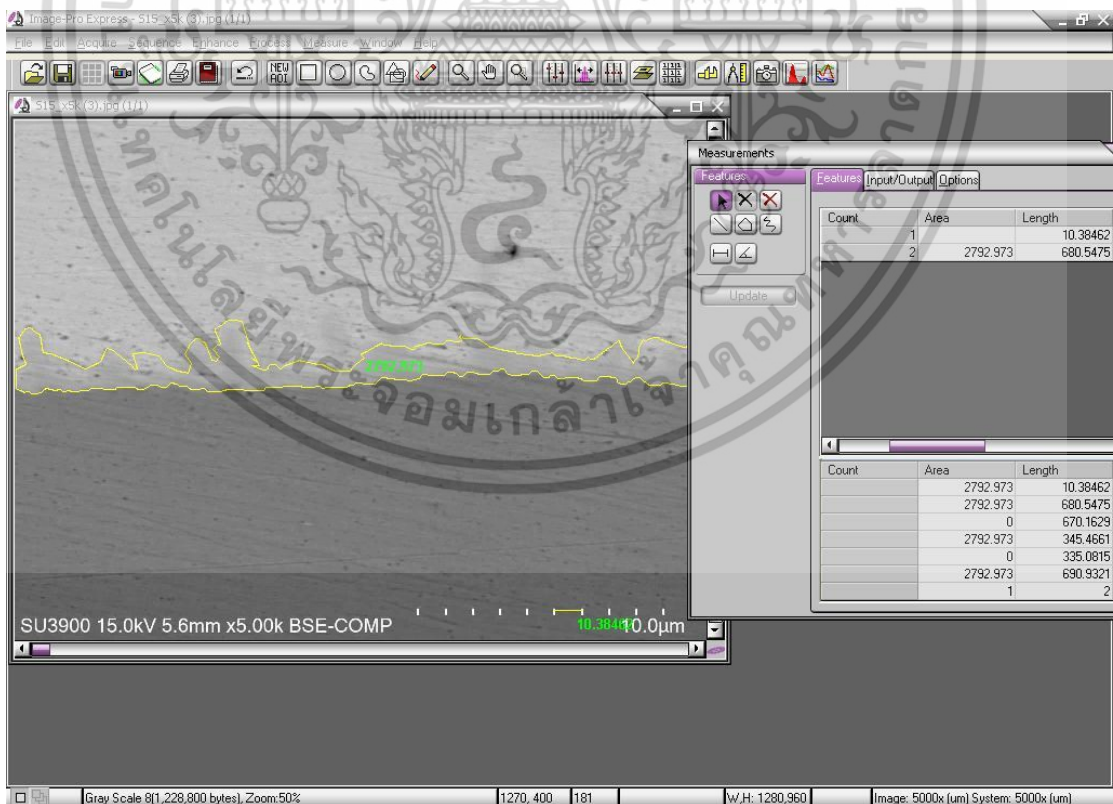 Image-Pro Express - S15_x5k (3).jpg (1/1)
File Edit Acquire Sequence Enhance Process Measure Window Help
NEW AOI
S15_x5k (3).jpg (1/1)
2792.973
SU3900 15.0kV 5.6mm x5.00k BSE-COMP
10.38462
10.0µm
Measurements
Features
Update
Features Input/Output Options
Count Area Length
1 10.38462
2 2792.973 680.5475
Count Area Length
2792.973 10.38462
2792.973 680.5475
0 670.1629
2792.973 345.4661
0 335.0815
2792.973 690.9321
1 2
Gray Scale 8(1,228,800 bytes), Zoom:50% 1270, 400 181 W,H: 1280,960 Image: 5000x (um) System: 5000x (um)